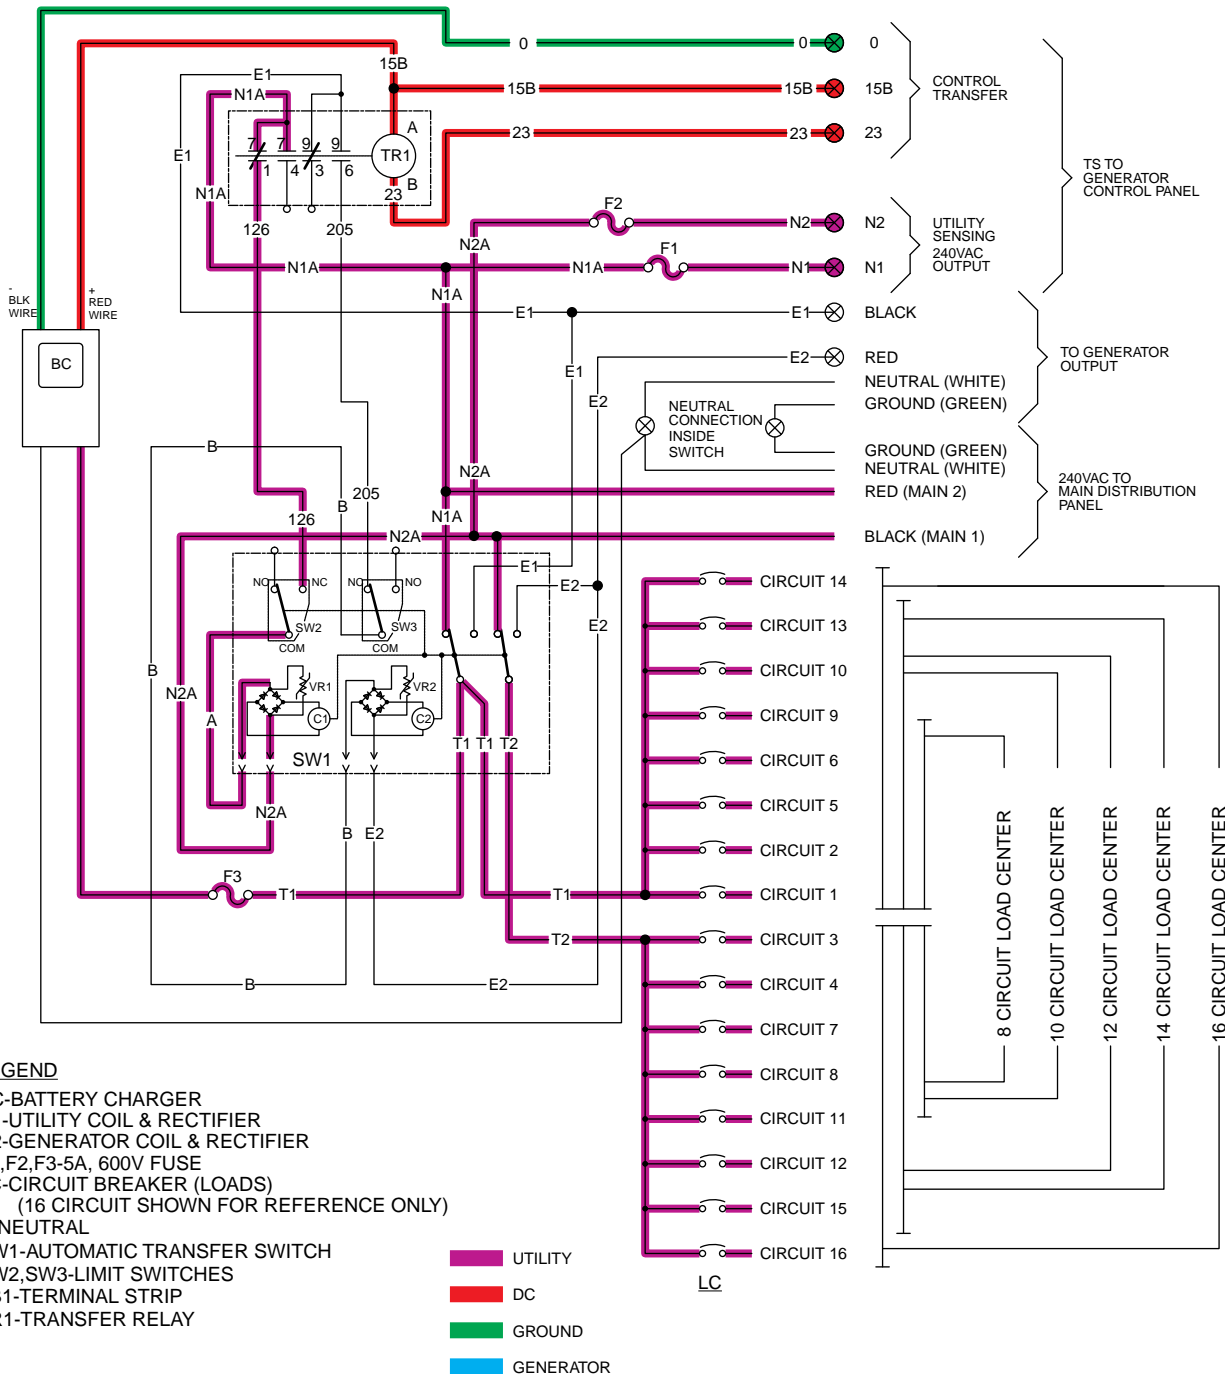 0
0
0
15B
E1
15B
15B
15B
CONTROL
TRANSFER
N1A
A
23
23
23
E1
7
7
9
9
TR1
1
4
3
6
B
23
TS TO
GENERATOR
CONTROL PANEL
N1A
F2
126
205
N2
N2
UTILITY
SENSING
240VAC
OUTPUT
N2A
F1
N1A
N1A
N1
N1
-
BLK
WIRE
+
RED
WIRE
N1A
E1
E1
BLACK
BC
E2
RED
TO GENERATOR
OUTPUT
E1
NEUTRAL (WHITE)
E2
NEUTRAL
CONNECTION
INSIDE
SWITCH
GROUND (GREEN)
B
GROUND (GREEN)
N2A
NEUTRAL (WHITE)
240VAC TO
MAIN DISTRIBUTION
PANEL
205
RED (MAIN 2)
B
126
N1A
N2A
BLACK (MAIN 1)
E1
NO
NC
NC
NO
E2
CIRCUIT 14
SW2
SW3
E2
CIRCUIT 13
COM
COM
B
CIRCUIT 10
N2A
VR1
VR2
A
C1
C2
CIRCUIT 9
T1
T1
T2
SW1
CIRCUIT 6
N2A
CIRCUIT 5
B
E2
CIRCUIT 2
F3
T1
T1
CIRCUIT 1
T2
CIRCUIT 3
B
E2
CIRCUIT 4
CIRCUIT 7
CIRCUIT 8
CIRCUIT 11
CIRCUIT 12
CIRCUIT 15
CIRCUIT 16
LC
8 CIRCUIT LOAD CENTER
10 CIRCUIT LOAD CENTER
12 CIRCUIT LOAD CENTER
14 CIRCUIT LOAD CENTER
16 CIRCUIT LOAD CENTER
GEND
-BATTERY CHARGER
-UTILITY COIL & RECTIFIER
-GENERATOR COIL & RECTIFIER
,F2,F3-5A, 600V FUSE
-CIRCUIT BREAKER (LOADS)
(16 CIRCUIT SHOWN FOR REFERENCE ONLY)
NEUTRAL
W1-AUTOMATIC TRANSFER SWITCH
W2,SW3-LIMIT SWITCHES
1-TERMINAL STRIP
R1-TRANSFER RELAY
UTILITY
DC
GROUND
GENERATOR